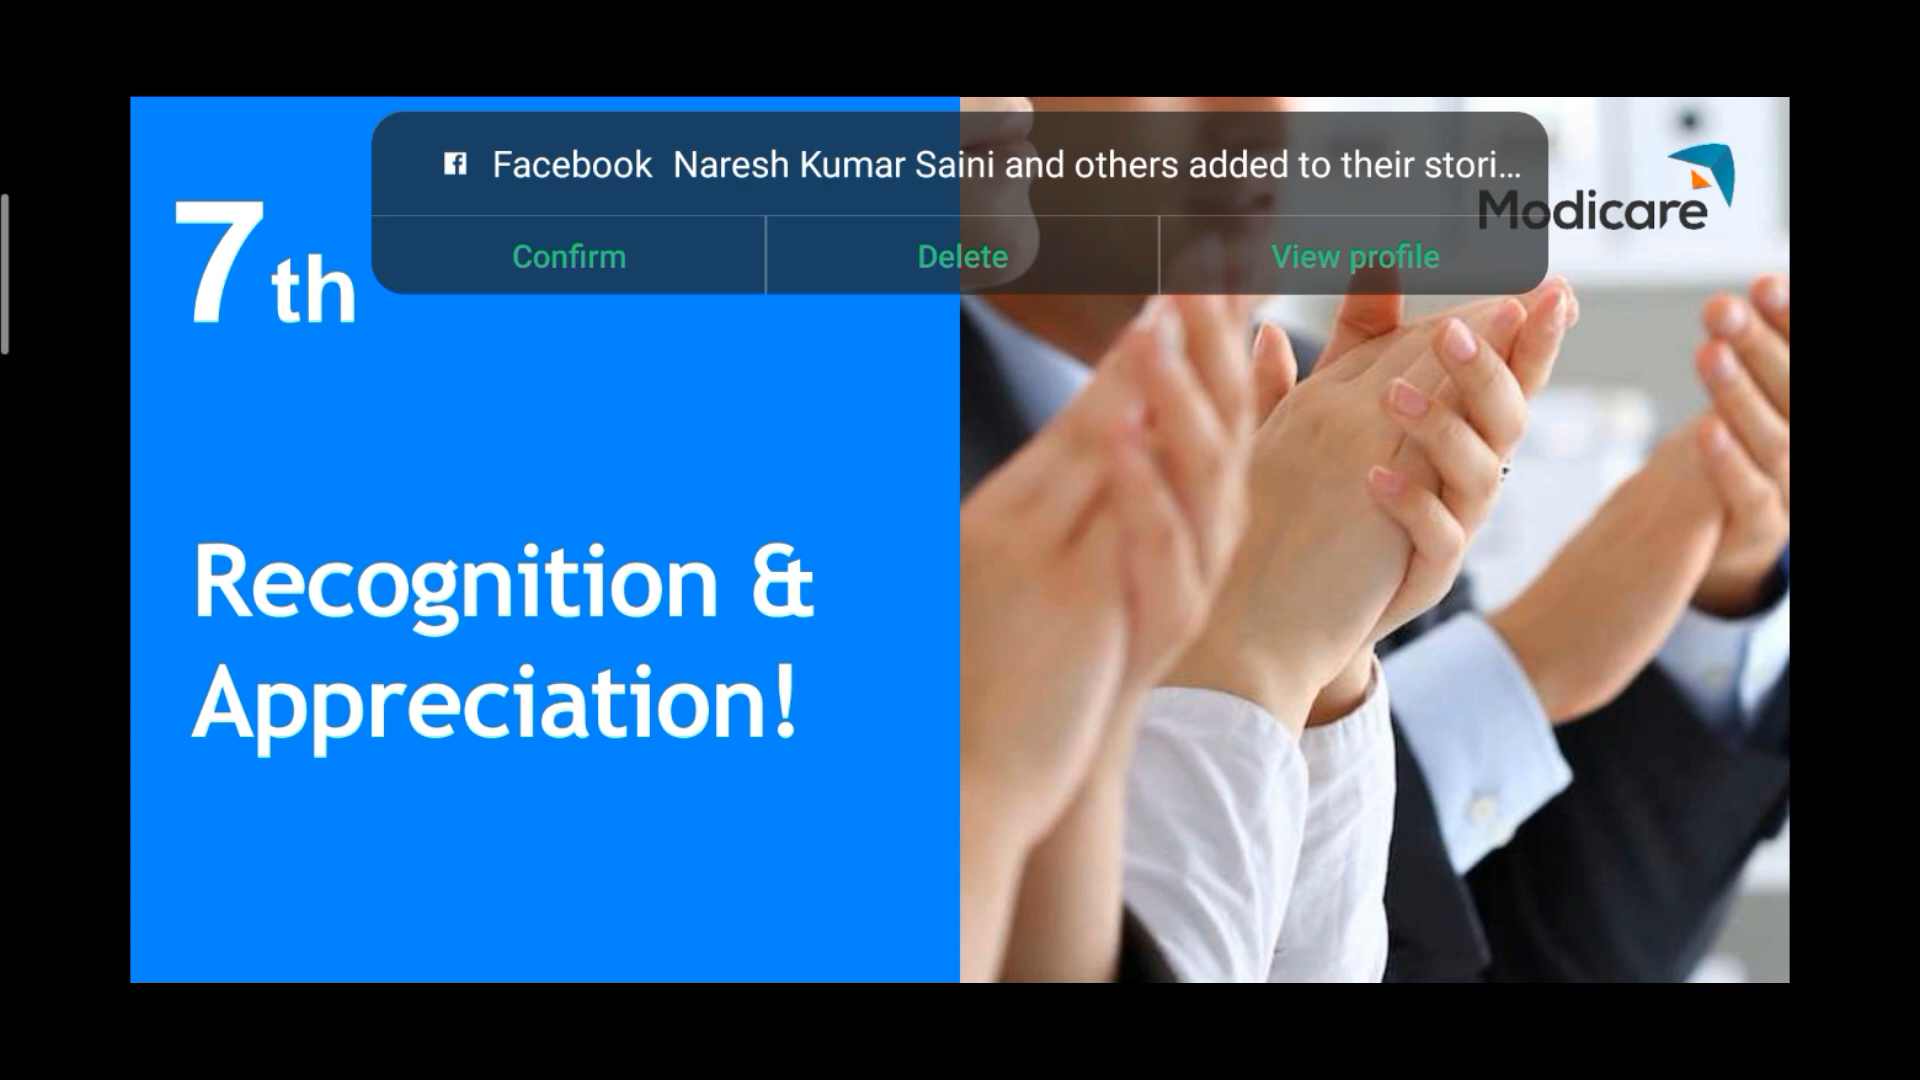 Facebook Naresh Kumar Saini and others added to their stori...
Confirm
Delete
View profile
Modicare
7th
Recognition &
Appreciation!